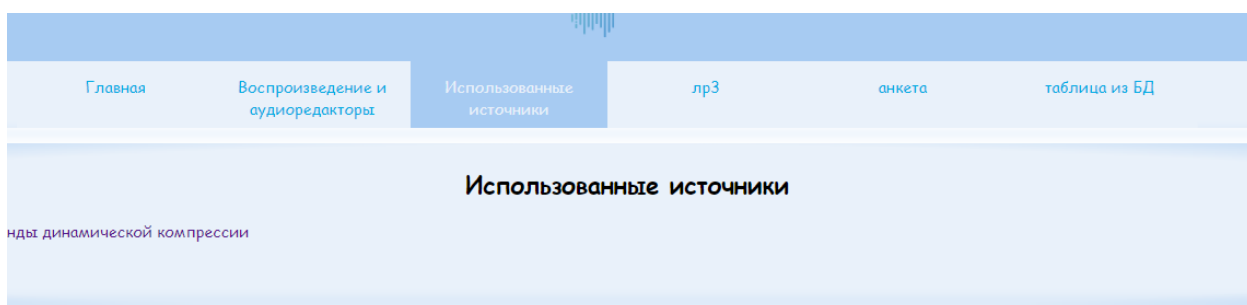 Главная
Воспроизведение и
аудиоредакторы
Использованные
источники
лр3
анкета
таблица из БД
Использованные источники
нды динамической компрессии